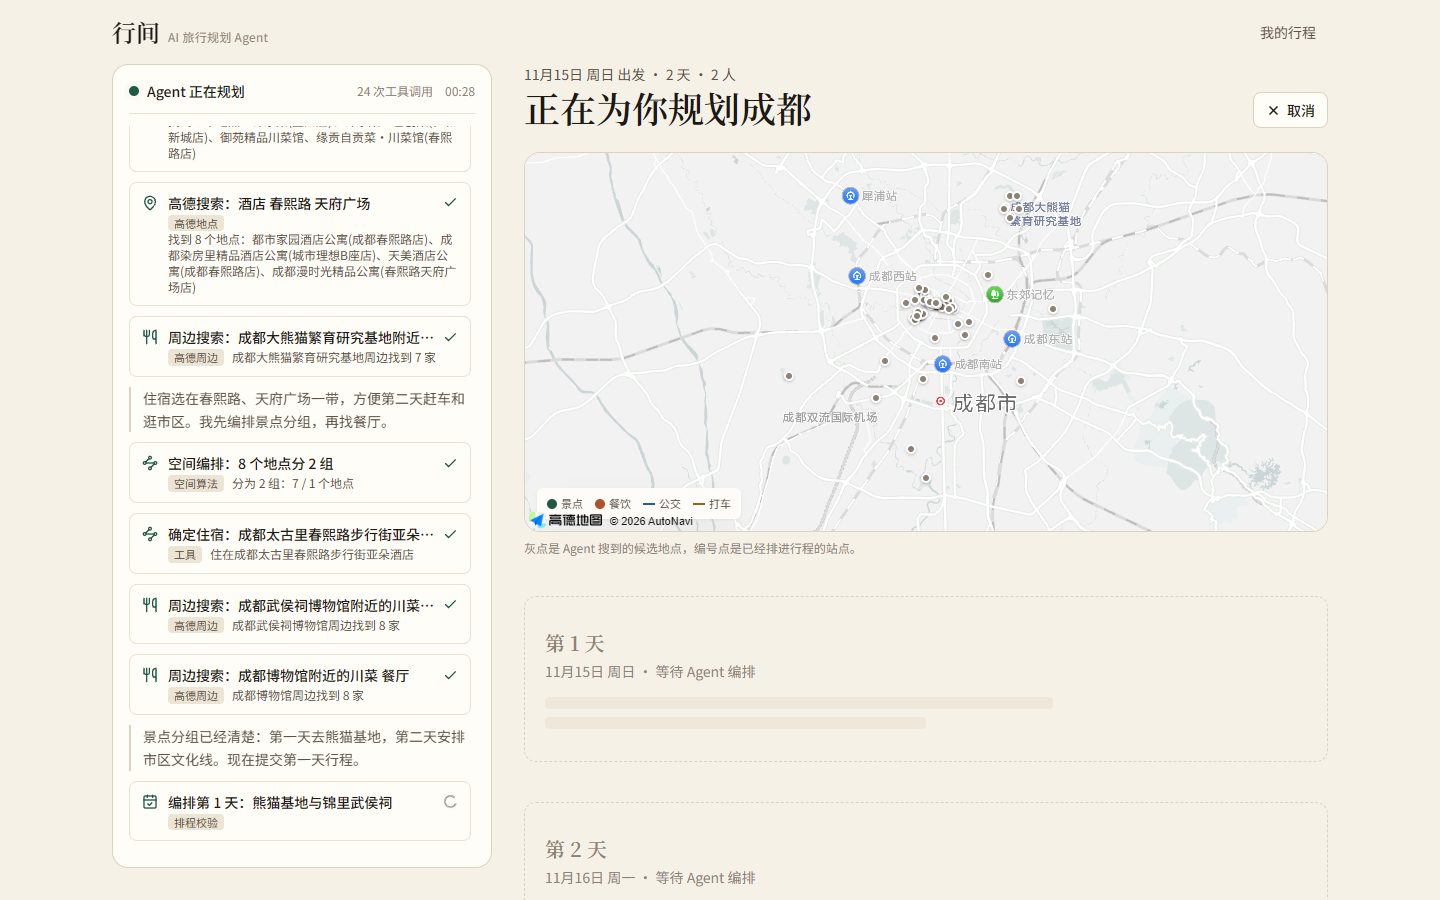 行间 AI 旅行规划 Agent
我的行程
Agent 正在规划 24 次工具调用 00:28
新城店)、御苑精品川菜馆、缘贡自贡菜·川菜馆(春熙
路店)
高德搜索：酒店 春熙路 天府广场
高德地点
找到 8 个地点：都市家园酒店公寓(成都春熙路店)、成
都染房里精品酒店公寓(城市理想B座店)、天美酒店公
寓(成都春熙路店)、成都漫时光精品公寓(春熙路天府广
场店)
周边搜索：成都大熊猫繁育研究基地附近…
高德周边 成都大熊猫繁育研究基地周边找到 7 家
住宿选在春熙路、天府广场一带，方便第二天赶车和
逛市区。我先编排景点分组，再找餐厅。
空间编排：8 个地点分 2 组
空间算法 分为 2 组：7 / 1 个地点
确定住宿：成都太古里春熙路步行街亚朵…
工具 住在成都太古里春熙路步行街亚朵酒店
周边搜索：成都武侯祠博物馆附近的川菜…
高德周边 成都武侯祠博物馆周边找到 8 家
周边搜索：成都博物馆附近的川菜 餐厅
高德周边 成都博物馆周边找到 8 家
景点分组已经清楚：第一天去熊猫基地，第二天安排
市区文化线。现在提交第一天行程。
编排第 1 天：熊猫基地与锦里武侯祠
排程校验
11月15日 周日 出发 · 2 天 · 2 人
正在为你规划成都
取消
犀浦站
成都大熊猫
繁育研究基地
成都西站
东郊记忆
成都东站
成都南站
成都市
成都双流国际机场
景点 餐饮 公交 打车
高德地图 © 2026 AutoNavi
灰点是 Agent 搜到的候选地点，编号点是已经排进行程的站点。
第 1 天
11月15日 周日 · 等待 Agent 编排
第 2 天
11月16日 周一 · 等待 Agent 编排